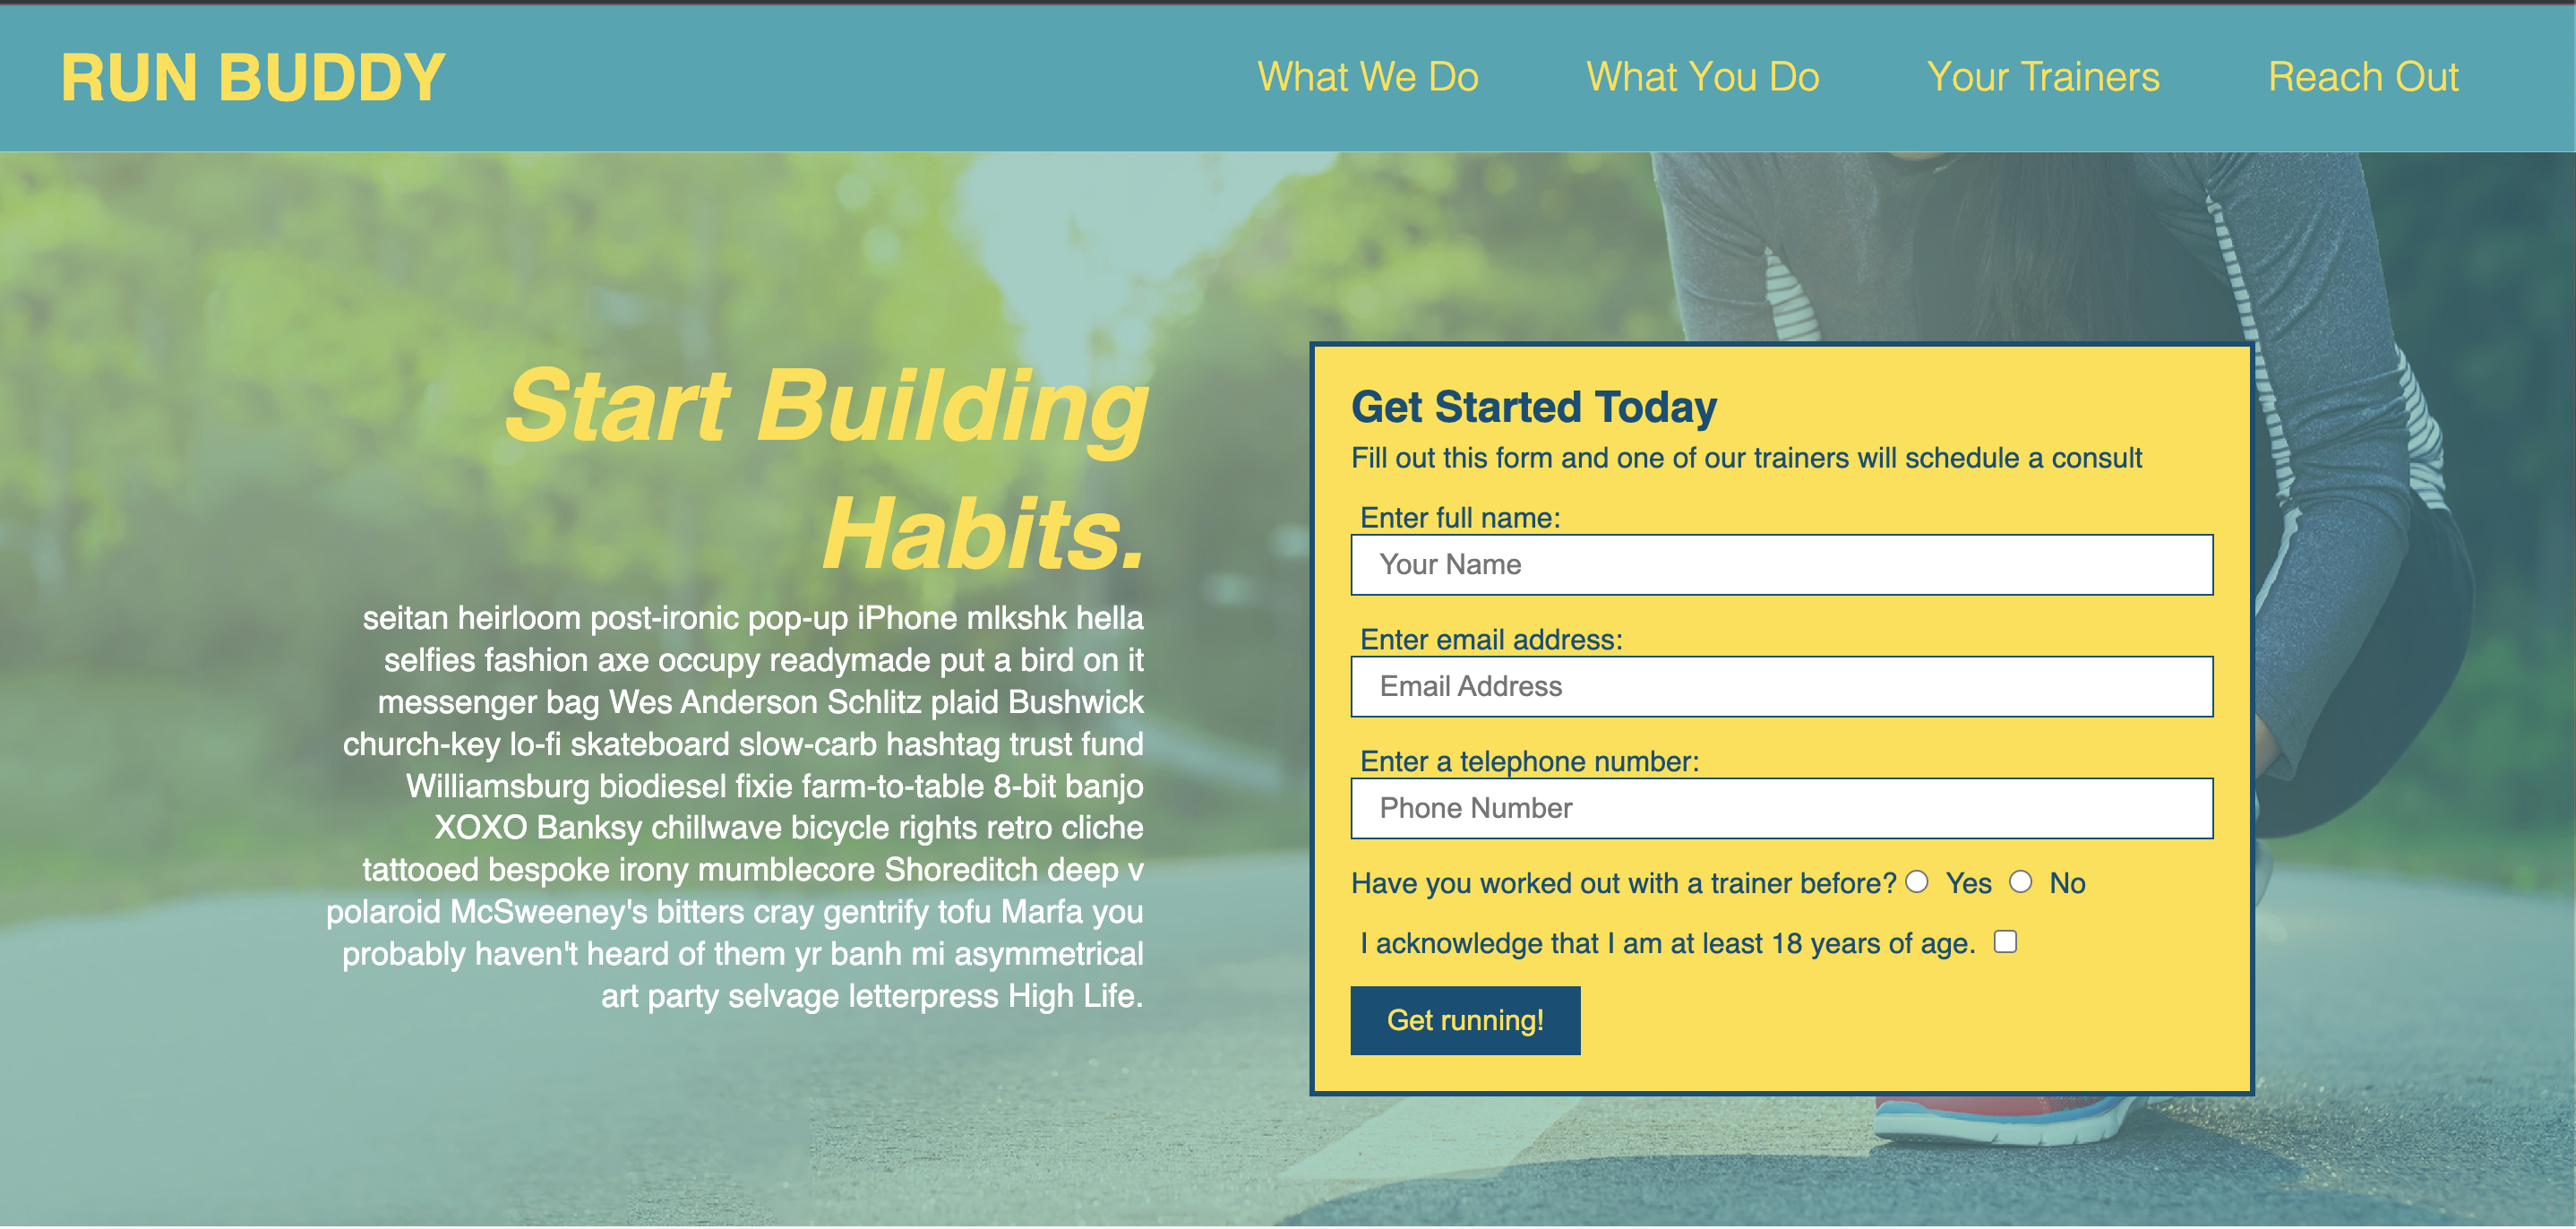 RUN BUDDY
What We Do
What You Do
Your Trainers
Reach Out
Start Building
Habits.
seitan heirloom post-ironic pop-up iPhone mlkshk hella
selfies fashion axe occupy readymade put a bird on it
messenger bag Wes Anderson Schlitz plaid Bushwick
church-key lo-fi skateboard slow-carb hashtag trust fund
Williamsburg biodiesel fixie farm-to-table 8-bit banjo
XOXO Banksy chillwave bicycle rights retro cliche
tattooed bespoke irony mumblecore Shoreditch deep v
polaroid McSweeney's bitters cray gentrify tofu Marfa you
probably haven't heard of them yr banh mi asymmetrical
art party selvage letterpress High Life.
Get Started Today
Fill out this form and one of our trainers will schedule a consult
Enter full name:
Your Name
Enter email address:
Email Address
Enter a telephone number:
Phone Number
Have you worked out with a trainer before? Yes No
I acknowledge that I am at least 18 years of age.
Get running!